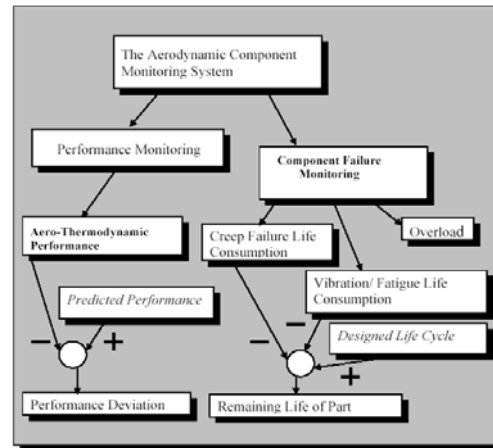 The Aerodynamic Component
Monitoring System
Performance Monitoring
Component Failure
Monitoring
Aero-Thermodynamic
Performance
Creep Failure Life
Consumption
Overload
Predicted Performance
Vibration/ Fatigue Life
Consumption
Designed Life Cycle
− +
− − +
Performance Deviation
Remaining Life of Part